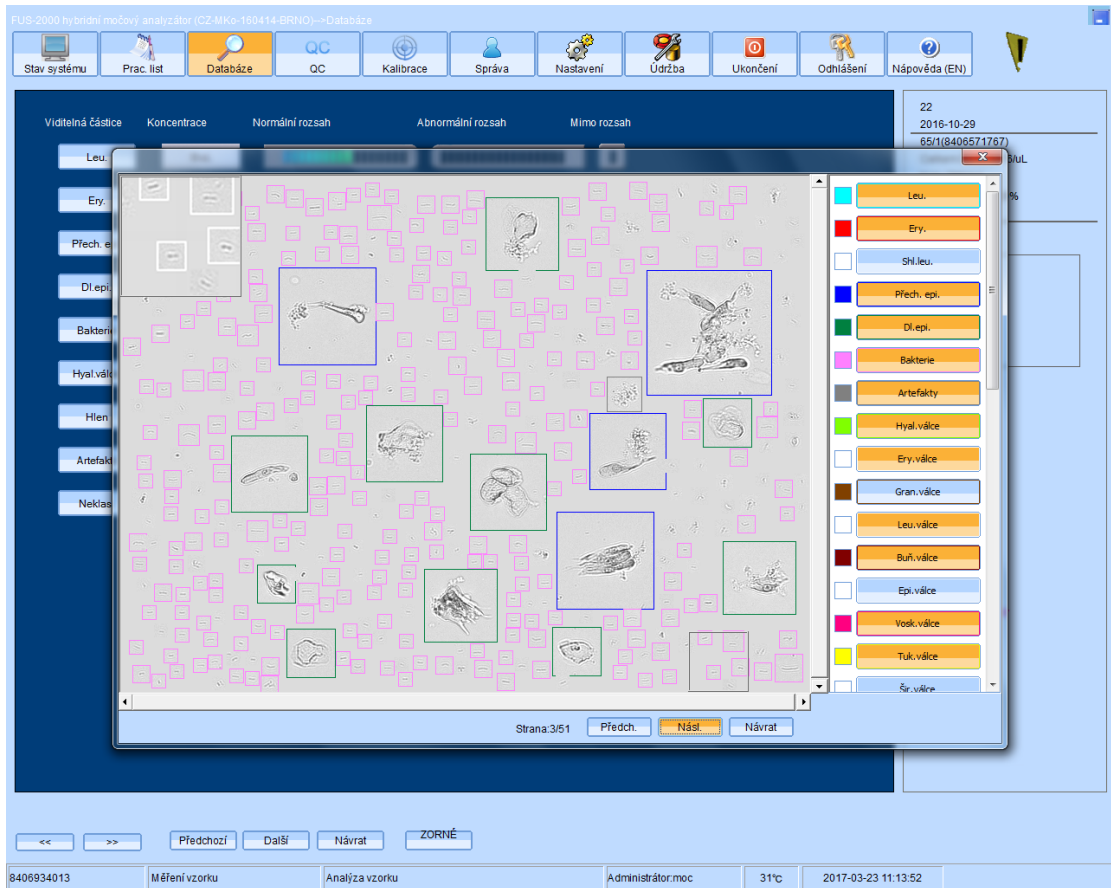 FUS-2000 hybridní močový analyzátor (CZ-MKo-160414-BRNO)-->Databáze
Stav systému Prac. list Databáze QC QC Kalibrace Správa Nastavení Údržba Ukončení Odhlášení Nápověda (EN)
Viditelná částice Koncentrace Normální rozsah Abnormální rozsah Mimo rozsah
22
2016-10-29
65/1(8406571767)
/uL
%
Leu.
Ery.
Přech. e
Dl.epi.
Bakteri
Hyal.vál
Hlen
Artefak
Neklas
Leu.
Ery.
Shl.leu.
Přech. epi.
Dl.epi.
Bakterie
Artefakty
Hyal.válce
Ery.válce
Gran.válce
Leu.válce
Buň.válce
Epi.válce
Vosk.válce
Tuk.válce
Šir.válce
Strana:3/51 Předch. Násl. Návrat
<< >> Předchozí Další Návrat ZORNÉ
8406934013 Měření vzorku Analýza vzorku Administrátor:moc 31°C 2017-03-23 11:13:52